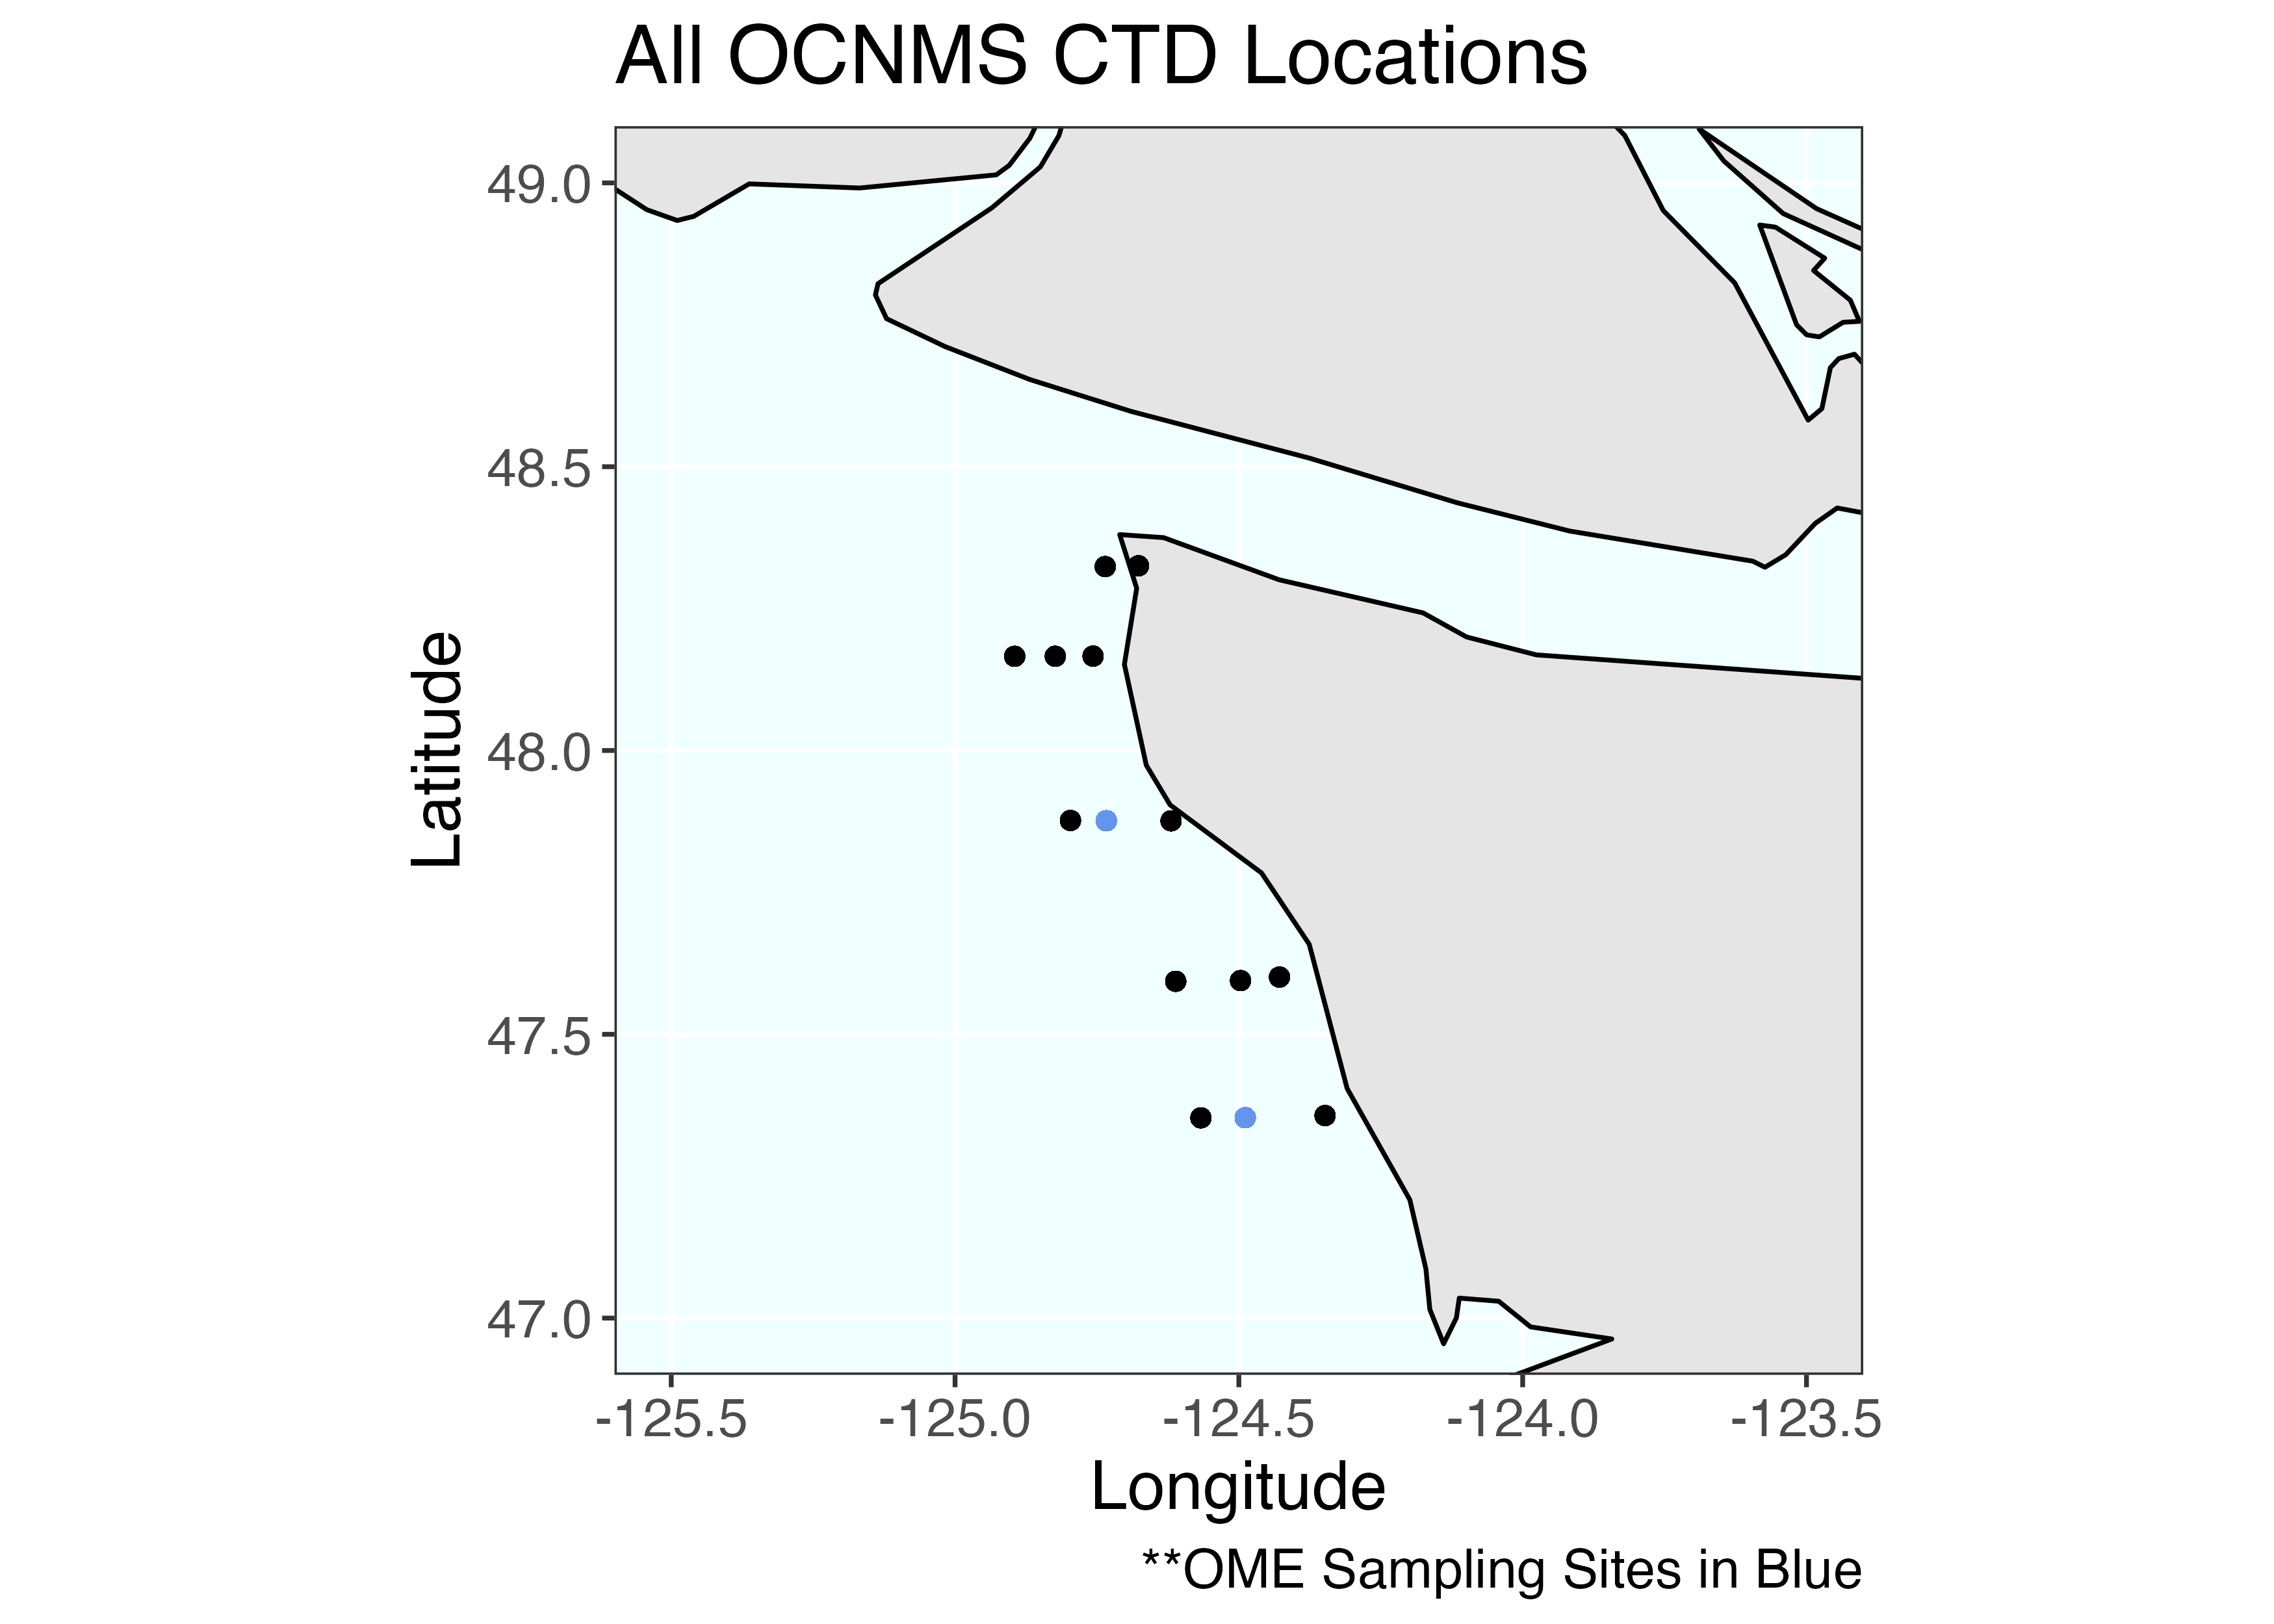 All OCNMS CTD Locations
49.0
48.5
48.0
47.5
47.0
Latitude
-125.5 -125.0 -124.5 -124.0 -123.5
Longitude
**OME Sampling Sites in Blue